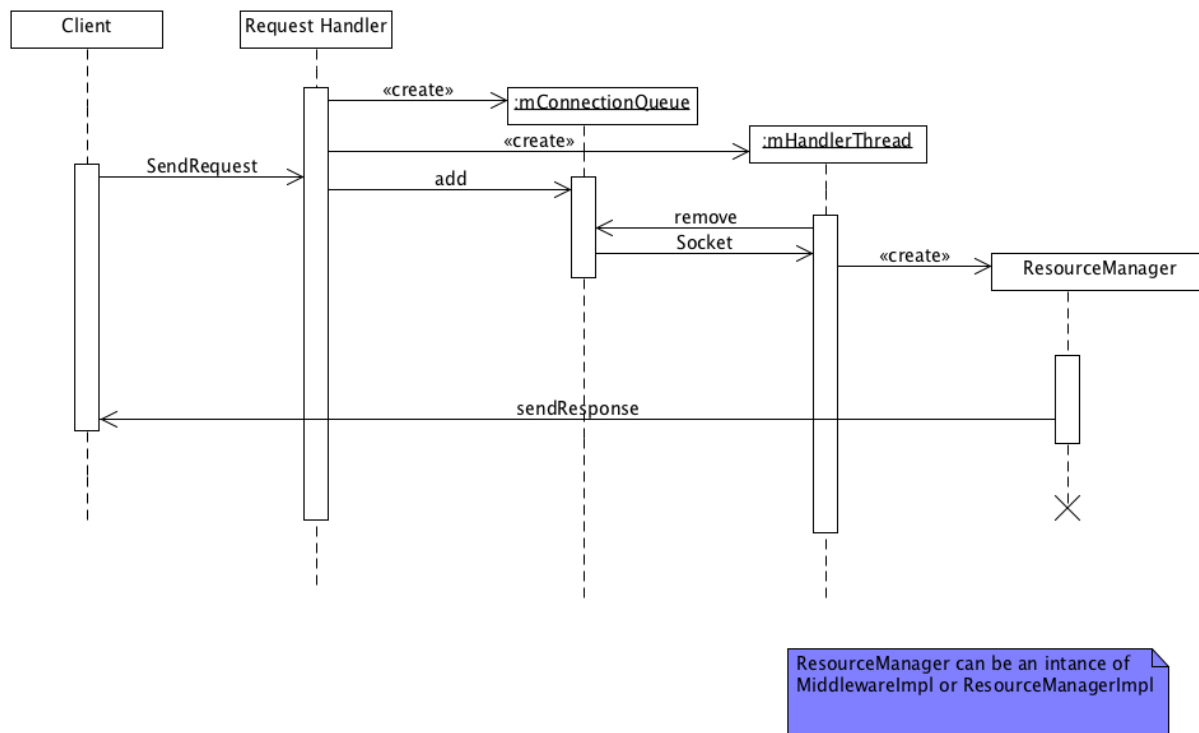 Client
Request Handler
«create»
:mConnectionQueue
«create»
:mHandlerThread
SendRequest
add
remove
Socket
«create»
ResourceManager
sendResponse
ResourceManager can be an intance of
MiddlewareImpl or ResourceManagerImpl